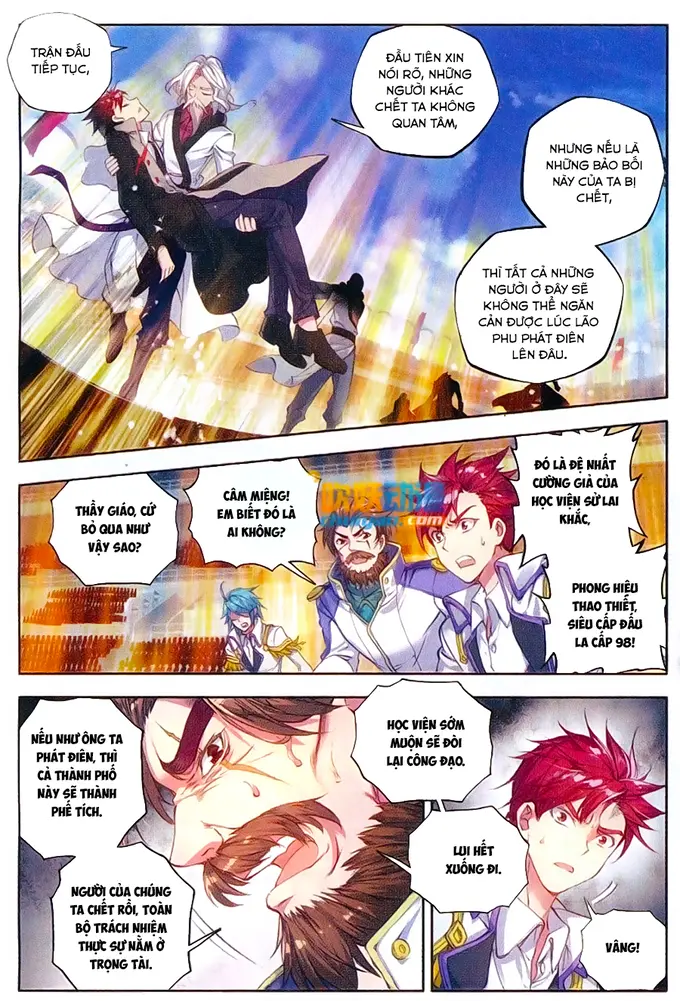 TRẬN ĐẤU
TIẾP TỤC,
ĐẦU TIÊN XIN
NÓI RÕ, NHỮNG
NGƯỜI KHÁC
CHẾT TA KHÔNG
QUAN TÂM,
NHƯNG NẾU LÀ
NHỮNG BẢO BỐI
NÀY CỦA TA BỊ
CHẾT,
THÌ TẤT CẢ NHỮNG
NGƯỜI Ở ĐÂY SẼ
KHÔNG THỂ NGĂN
CẢN ĐƯỢC LÚC LÃO
PHU PHÁT ĐIÊN
LÊN ĐÂU.
THẦY GIÁO, CỨ
BỎ QUA NHƯ
VẬY SAO?
CÂM MIỆNG!
EM BIẾT ĐÓ LÀ
AI KHÔNG?
ĐÓ LÀ ĐỆ NHẤT
CƯỜNG GIẢ CỦA
HỌC VIỆN SỬ LAI
KHẮC,
PHONG HIỆU
THAO THIẾT,
SIÊU CẤP ĐẤU
LA CẤP 98!
NẾU NHƯ ÔNG TA
PHÁT ĐIÊN, THÌ
CẢ THÀNH PHỐ
NÀY SẼ THÀNH
PHẾ TÍCH.
NGƯỜI CỦA CHÚNG
TA CHẾT RỒI, TOÀN
BỘ TRÁCH NHIỆM
THỰC SỰ NẰM Ở
TRỌNG TÀI.
HỌC VIỆN SỚM
MUỘN SẼ ĐÒI
LẠI CÔNG ĐẠO.
LUI HẾT
XUỐNG ĐI.
VÂNG!